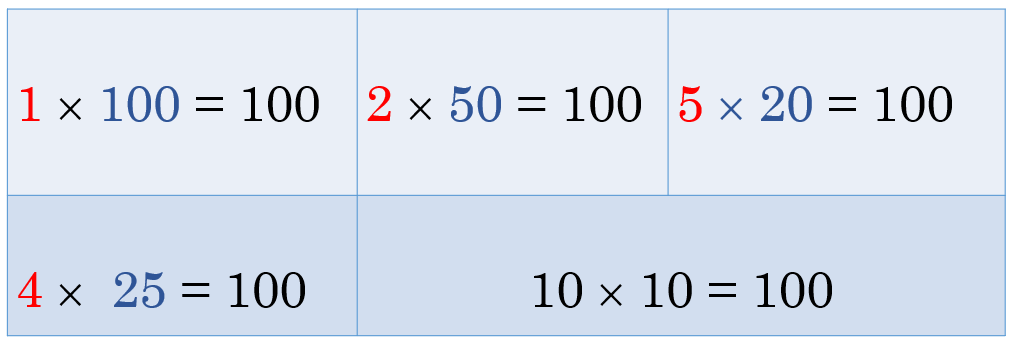 1 × 100 = 100
2 × 50 = 100
5 × 20 = 100
4 × 25 = 100
10 × 10 = 100